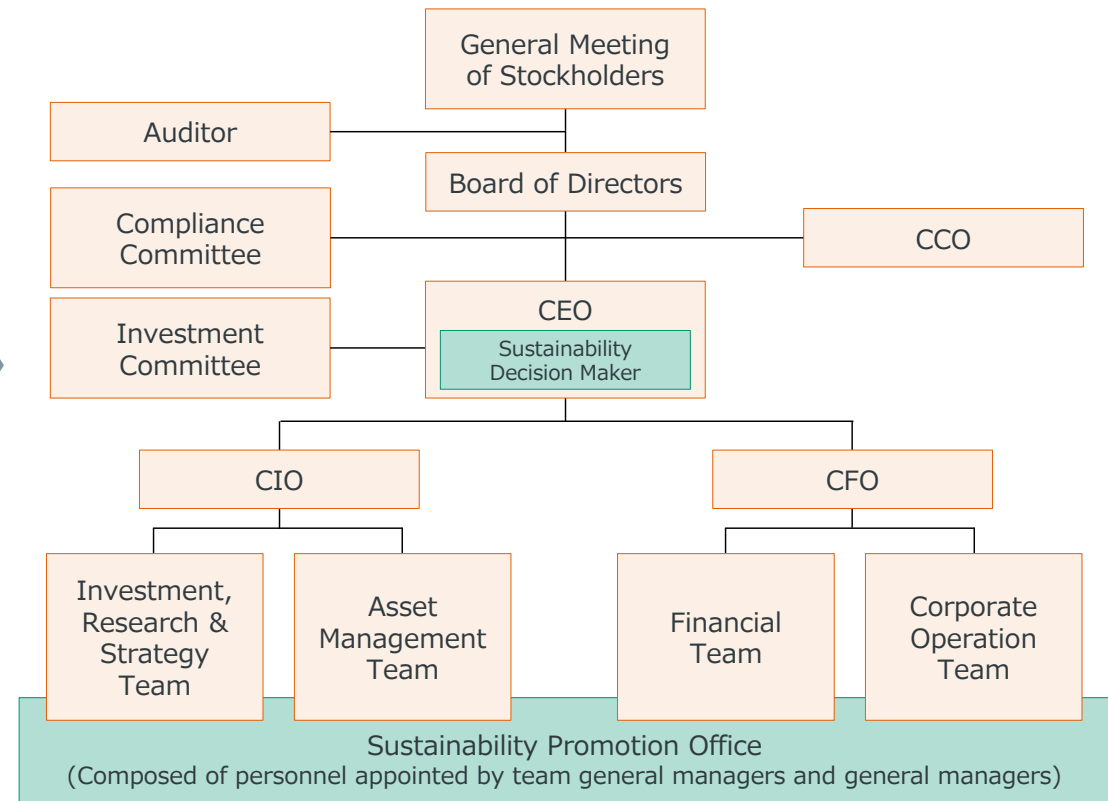 General Meeting
of Stockholders
Auditor
Board of Directors
Compliance
Committee
CCO
CEO
Sustainability
Decision Maker
Investment
Committee
CIO
CFO
Investment,
Research &
Strategy
Team
Asset
Management
Team
Financial
Team
Corporate
Operation
Team
Sustainability Promotion Office
(Composed of personnel appointed by team general managers and general managers)